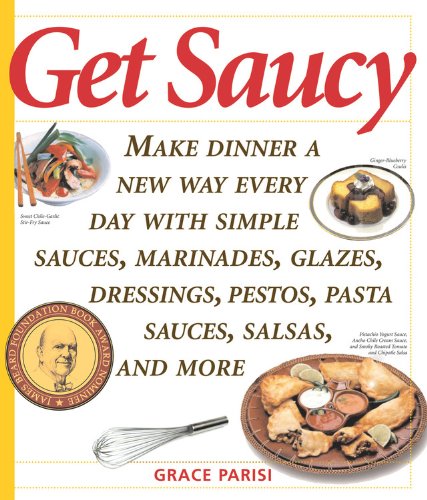 Get Saucy
MAKE DINNER A
NEW WAY EVERY
DAY WITH SIMPLE
SAUCES, MARINADES, GLAZES,
DRESSINGS, PESTOS, PASTA
SAUCES, SALSAS,
AND MORE
Sweet Chile-Garlic
Stir-Fry Sauce
Ginger-Blueberry
Coulis
JAMES BEARD FOUNDATION BOOK AWARD NOMINEE
Pistachio Yogurt Sauce,
Ancho Chile Cream Sauce,
and Smoky Roasted Tomato
and Chipotle Salsa
GRACE PARISI